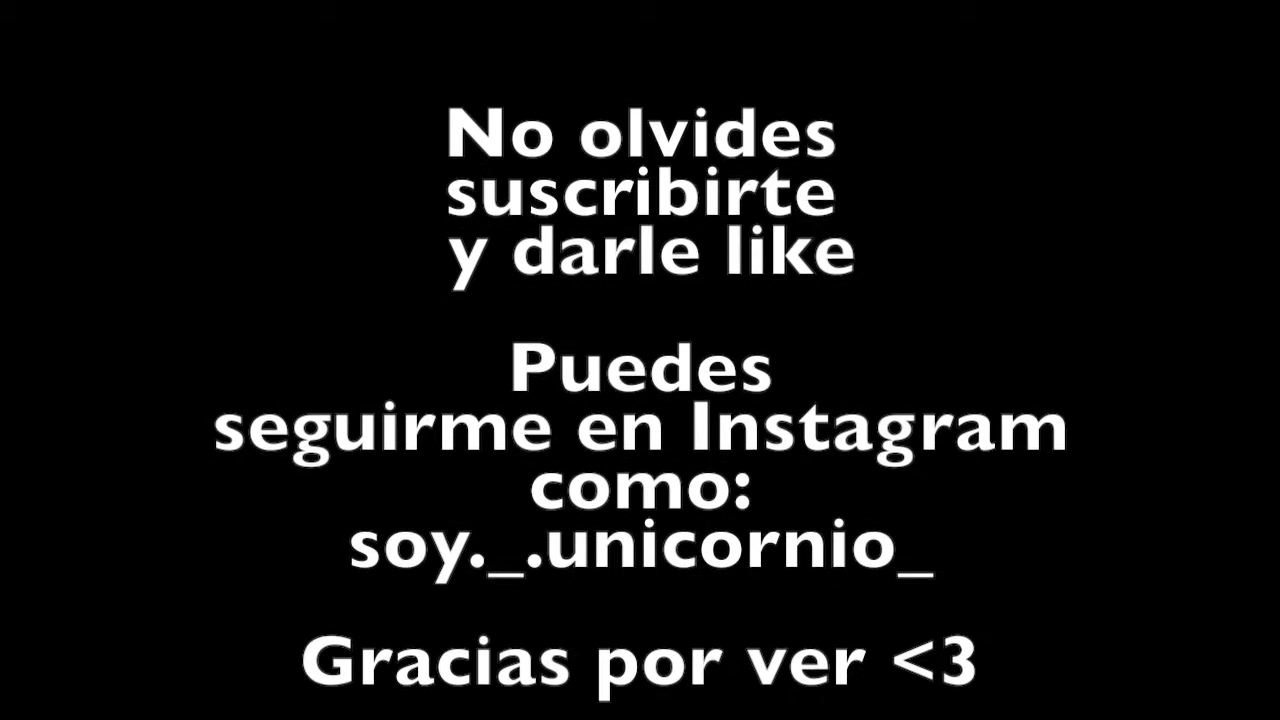 No olvides
suscribirte
y darle like
Puedes
seguirme en Instagram
como:
soy._.unicornio_
Gracias por ver <3